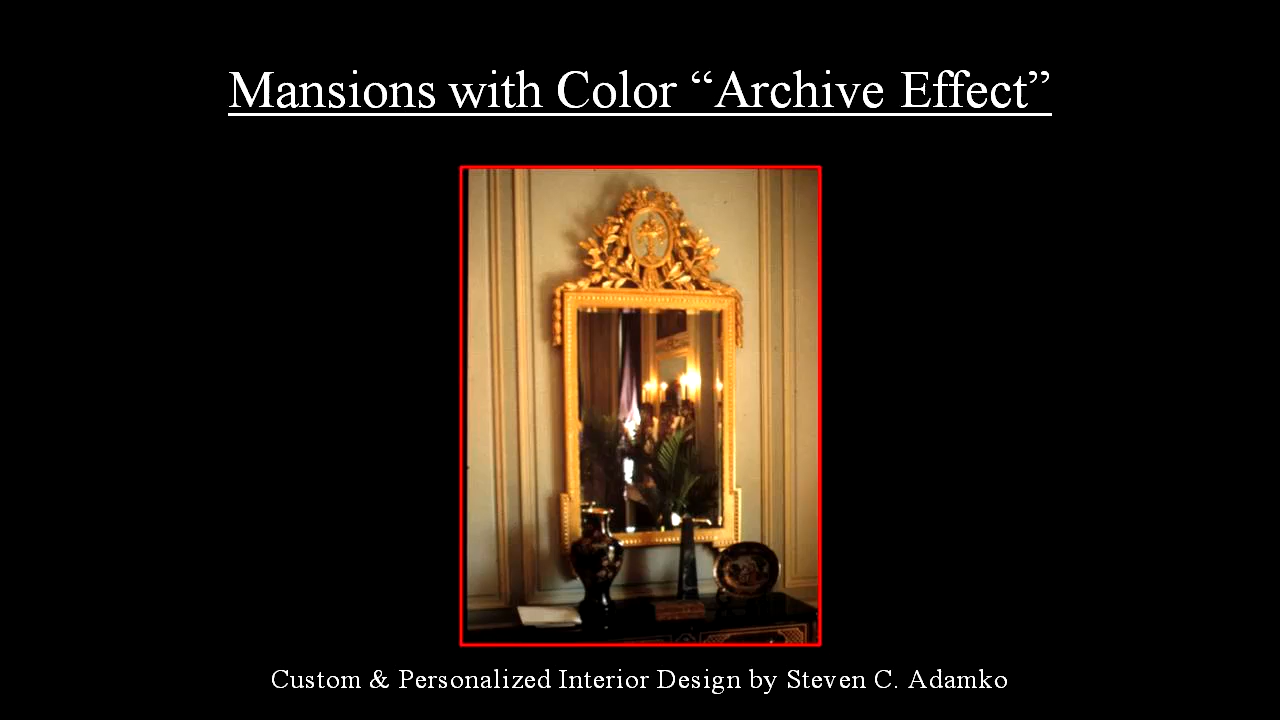 Mansions with Color “Archive Effect”
Custom & Personalized Interior Design by Steven C. Adamko